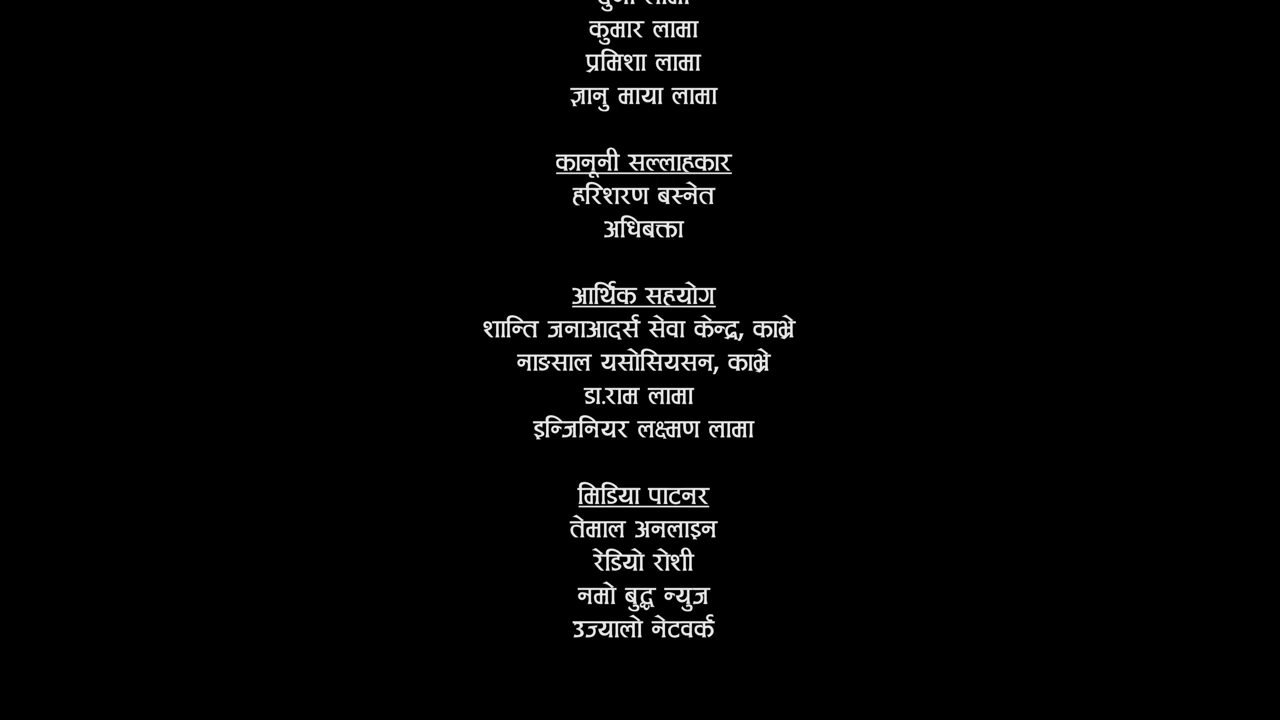 लामा
कुमार लामा
प्रमिशा लामा
ज्ञानु माया लामा
कानूनी सल्लाहकार
हरिशरण बस्नेत
अधिबक्ता
आर्थिक सहयोग
शान्ति जनाआदर्स सेवा केन्द्र, काभ्रे
नाङसाल यसोसियसन, काभ्रे
डा.राम लामा
इन्जिनियर लक्ष्मण लामा
मिडिया पाटनर
तेमाल अनलाइन
रेडियो रोशी
नमो बुद्ध न्युज
उज्यालो नेटवर्क